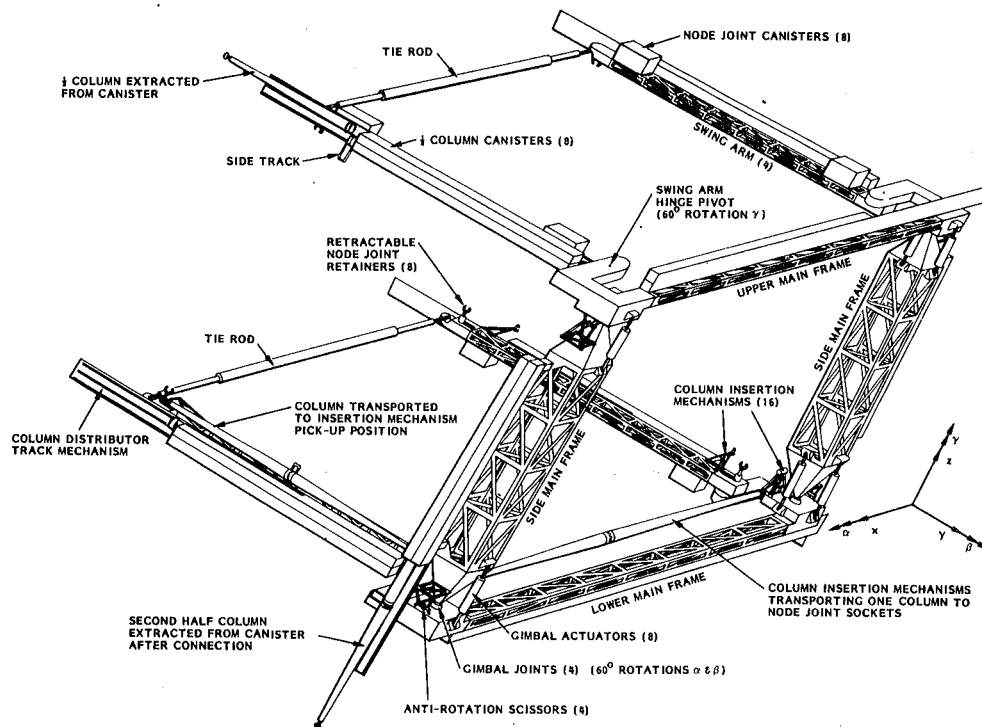 NODE JOINT CANISTERS (8)
TIE ROD
½ COLUMN EXTRACTED
FROM CANISTER
½ COLUMN CANISTERS (8)
SWING ARM (4)
SIDE TRACK
SWING ARM
HINGE PIVOT
(60° ROTATION γ)
RETRACTABLE
NODE JOINT
RETAINERS (8)
UPPER MAIN FRAME
SIDE MAIN FRAME
TIE ROD
COLUMN INSERTION
MECHANISMS (16)
COLUMN TRANSPORTED
TO INSERTION MECHANISM
PICK-UP POSITION
COLUMN DISTRIBUTOR
TRACK MECHANISM
SIDE MAIN FRAME
γ
z
α x y β
LOWER MAIN FRAME
COLUMN INSERTION MECHANISMS
TRANSPORTING ONE COLUMN TO
NODE JOINT SOCKETS
SECOND HALF COLUMN
EXTRACTED FROM CANISTER
AFTER CONNECTION
GIMBAL ACTUATORS (8)
GIMBAL JOINTS (4) (60° ROTATIONS α & β)
ANTI-ROTATION SCISSORS (4)